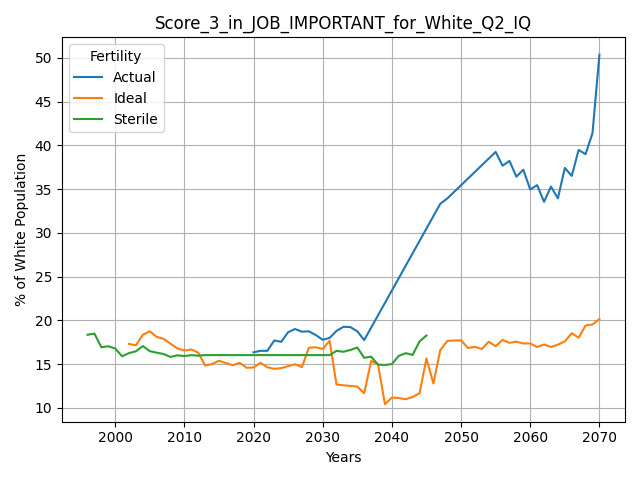 Score_3_in_JOB_IMPORTANT_for_White_Q2_IQ
Fertility
Actual
Ideal
Sterile
% of White Population
50
45
40
35
30
25
20
15
10
2000
2010
2020
2030
2040
2050
2060
2070
Years